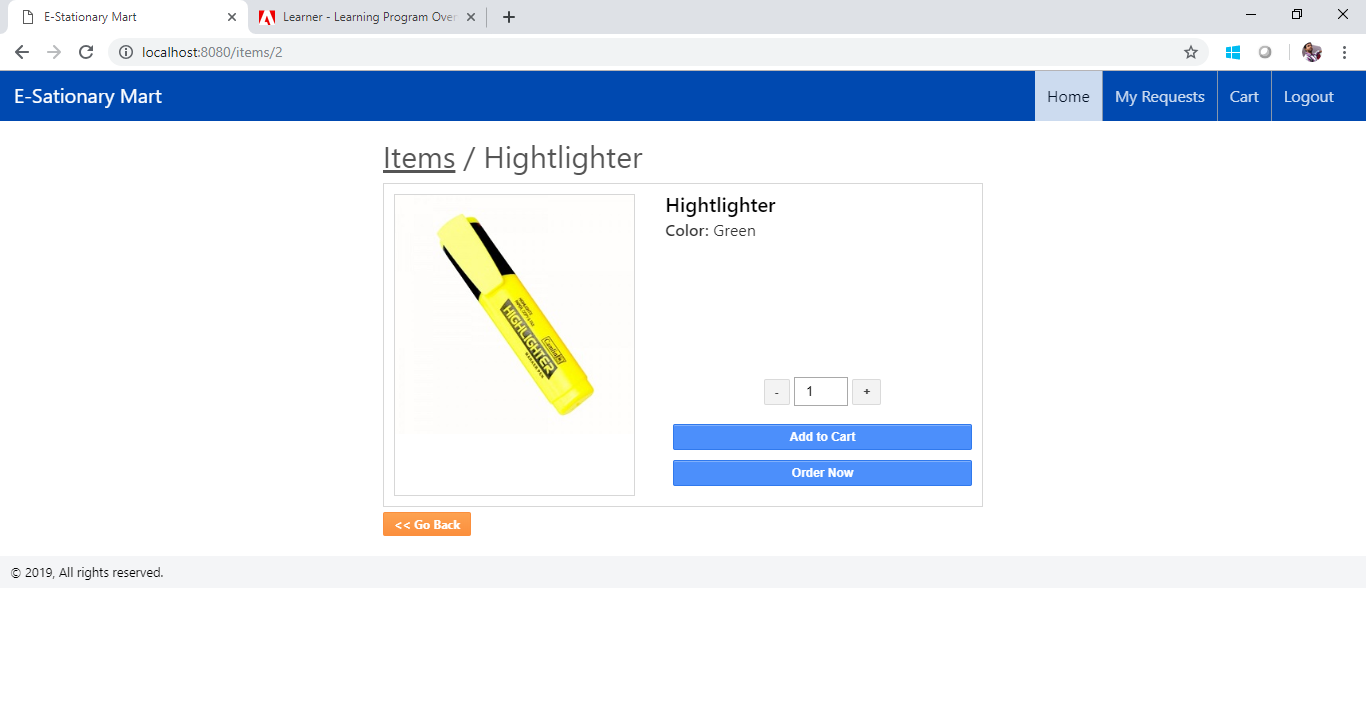 E-Stationary Mart
Learner - Learning Program Over
localhost:8080/items/2
E-Sationary Mart
Home
My Requests
Cart
Logout
Items / Hightlighter
HIGHLIGHTER
Hightlighter
Color: Green
- 1 +
Add to Cart
Order Now
<< Go Back
© 2019, All rights reserved.